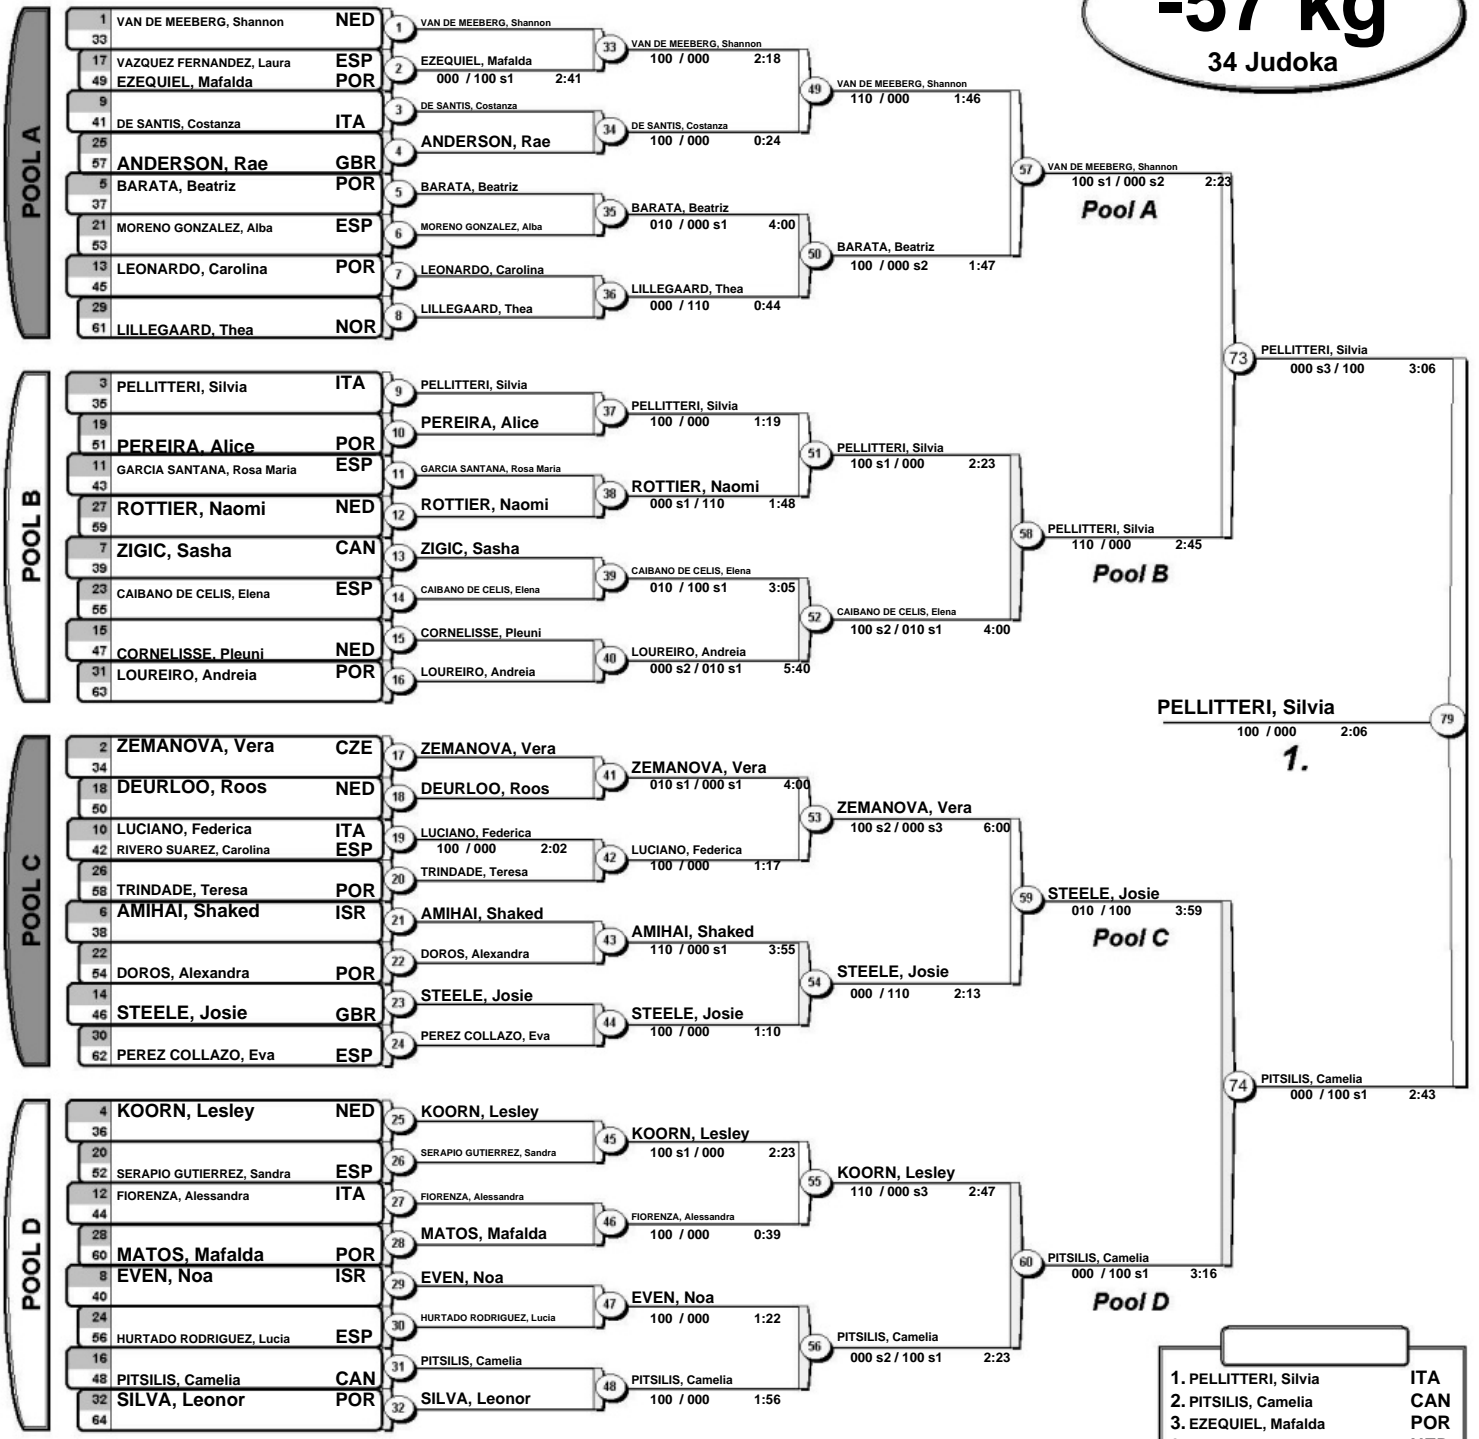 -57 kg
34 Judoka
POOL A
1 VAN DE MEEBERG, Shannon NED
33
17 VAZQUEZ FERNANDEZ, Laura ESP
49 EZEQUIEL, Mafalda POR
9
41 DE SANTIS, Costanza ITA
25
57 ANDERSON, Rae GBR
5 BARATA, Beatriz POR
37
21 MORENO GONZALEZ, Alba ESP
53
13 LEONARDO, Carolina POR
45
29
61 LILLEGAARD, Thea NOR
1 VAN DE MEEBERG, Shannon
2 EZEQUIEL, Mafalda
000 / 100 s1 2:41
3 DE SANTIS, Costanza
4 ANDERSON, Rae
5 BARATA, Beatriz
6 MORENO GONZALEZ, Alba
7 LEONARDO, Carolina
8 LILLEGAARD, Thea
33 VAN DE MEEBERG, Shannon
100 / 000 2:18
34 DE SANTIS, Costanza
100 / 000 0:24
35 BARATA, Beatriz
010 / 000 s1 4:00
36 LILLEGAARD, Thea
000 / 110 0:44
49 VAN DE MEEBERG, Shannon
110 / 000 1:46
50 BARATA, Beatriz
100 / 000 s2 1:47
57 VAN DE MEEBERG, Shannon
100 s1 / 000 s2 2:23
Pool A
POOL B
3 PELLITTERI, Silvia ITA
35
19
51 PEREIRA, Alice POR
11 GARCIA SANTANA, Rosa Maria ESP
43
27 ROTTIER, Naomi NED
59
7 ZIGIC, Sasha CAN
39
23 CAIBANO DE CELIS, Elena ESP
55
15
47 CORNELISSE, Pleuni NED
31 LOUREIRO, Andreia POR
63
9 PELLITTERI, Silvia
10 PEREIRA, Alice
11 GARCIA SANTANA, Rosa Maria
12 ROTTIER, Naomi
13 ZIGIC, Sasha
14 CAIBANO DE CELIS, Elena
15 CORNELISSE, Pleuni
16 LOUREIRO, Andreia
37 PELLITTERI, Silvia
100 / 000 1:19
38 ROTTIER, Naomi
000 s1 / 110 1:48
39 CAIBANO DE CELIS, Elena
010 / 100 s1 3:05
40 LOUREIRO, Andreia
000 s2 / 010 s1 5:40
51 PELLITTERI, Silvia
100 s1 / 000 2:23
52 CAIBANO DE CELIS, Elena
100 s2 / 010 s1 4:00
58 PELLITTERI, Silvia
110 / 000 2:45
Pool B
73 PELLITTERI, Silvia
000 s3 / 100 3:06
PELLITTERI, Silvia 79
100 / 000 2:06
1.
POOL C
2 ZEMANOVA, Vera CZE
34
18 DEURLOO, Roos NED
50
10 LUCIANO, Federica ITA
42 RIVERO SUAREZ, Carolina ESP
26
58 TRINDADE, Teresa POR
6 AMIHAI, Shaked ISR
38
22
54 DOROS, Alexandra POR
14
46 STEELE, Josie GBR
30
62 PEREZ COLLAZO, Eva ESP
17 ZEMANOVA, Vera
18 DEURLOO, Roos
19 LUCIANO, Federica
100 / 000 2:02
20 TRINDADE, Teresa
21 AMIHAI, Shaked
22 DOROS, Alexandra
23 STEELE, Josie
24 PEREZ COLLAZO, Eva
41 ZEMANOVA, Vera
010 s1 / 000 s1 4:00
42 LUCIANO, Federica
100 / 000 1:17
43 AMIHAI, Shaked
110 / 000 s1 3:55
44 STEELE, Josie
100 / 000 1:10
53 ZEMANOVA, Vera
100 s2 / 000 s3 6:00
54 STEELE, Josie
000 / 110 2:13
59 STEELE, Josie
010 / 100 3:59
Pool C
74 PITSILIS, Camelia
000 / 100 s1 2:43
POOL D
4 KOORN, Lesley NED
36
20
52 SERAPIO GUTIERREZ, Sandra ESP
12 FIORENZA, Alessandra ITA
44
28
60 MATOS, Mafalda POR
8 EVEN, Noa ISR
40
24
56 HURTADO RODRIGUEZ, Lucia ESP
16
48 PITSILIS, Camelia CAN
32 SILVA, Leonor POR
64
25 KOORN, Lesley
26 SERAPIO GUTIERREZ, Sandra
27 FIORENZA, Alessandra
28 MATOS, Mafalda
29 EVEN, Noa
30 HURTADO RODRIGUEZ, Lucia
31 PITSILIS, Camelia
32 SILVA, Leonor
45 KOORN, Lesley
100 s1 / 000 2:23
46 FIORENZA, Alessandra
100 / 000 0:39
47 EVEN, Noa
100 / 000 1:22
48 PITSILIS, Camelia
100 / 000 1:56
55 KOORN, Lesley
110 / 000 s3 2:47
56 PITSILIS, Camelia
000 s2 / 100 s1 2:23
60 PITSILIS, Camelia
000 / 100 s1 3:16
Pool D
1. PELLITTERI, Silvia ITA
2. PITSILIS, Camelia CAN
3. EZEQUIEL, Mafalda POR